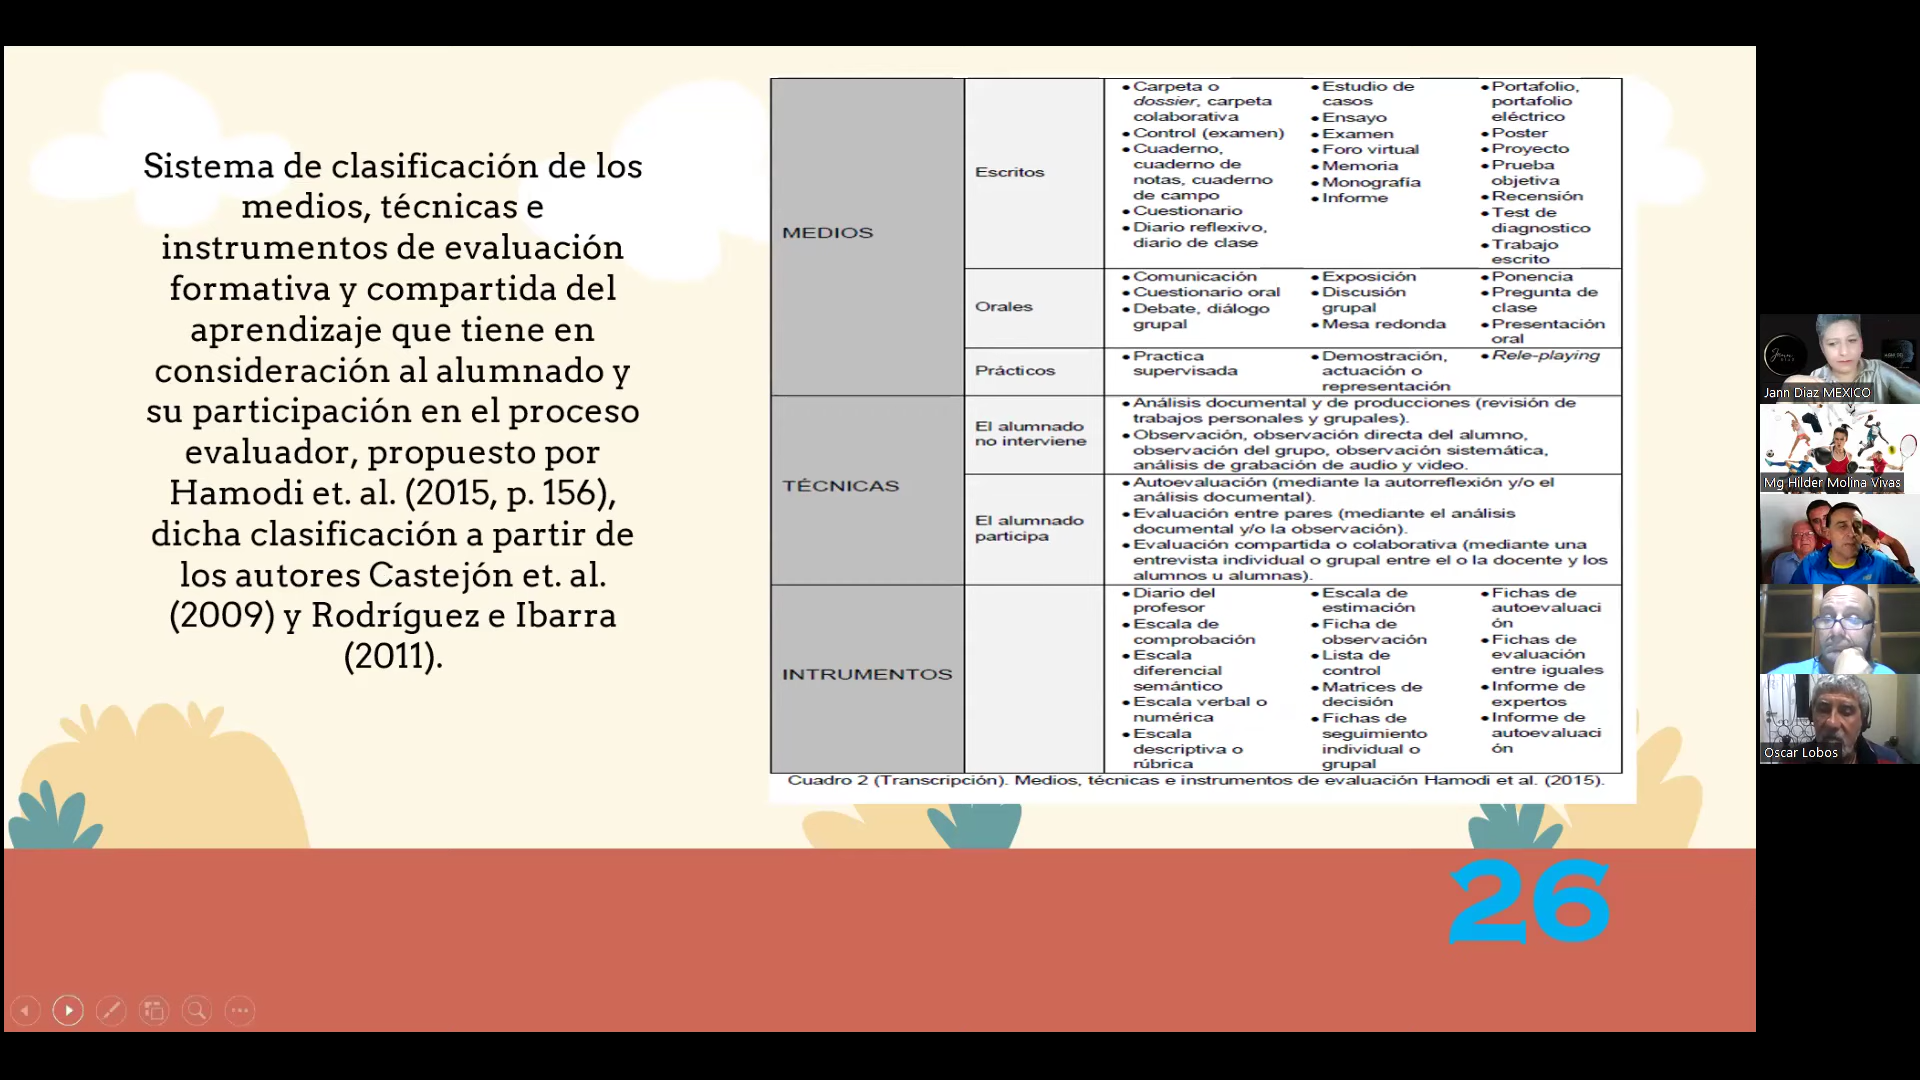 Sistema de clasificación de los
medios, técnicas e
instrumentos de evaluación
formativa y compartida del
aprendizaje que tiene en
consideración al alumnado y
su participación en el proceso
evaluador, propuesto por
Hamodi et. al. (2015, p. 156),
dicha clasificación a partir de
los autores Castejón et. al.
(2009) y Rodríguez e Ibarra
(2011).
MEDIOS
Escritos
•Carpeta o
dossier, carpeta
colaborativa
•Control (examen)
•Cuaderno,
cuaderno de
notas, cuaderno
de campo
•Cuestionario
•Diario reflexivo,
diario de clase
•Estudio de
casos
•Ensayo
•Examen
•Foro virtual
•Memoria
•Monografía
•Informe
•Portafolio,
portafolio
eléctrico
•Poster
•Proyecto
•Prueba
objetiva
•Recensión
•Test de
diagnostico
•Trabajo
escrito
Orales
•Comunicación
•Cuestionario oral
•Debate, diálogo
grupal
•Exposición
•Discusión
grupal
•Mesa redonda
•Ponencia
•Pregunta de
clase
•Presentación
oral
Prácticos
•Practica
supervisada
•Demostración,
actuación o
representación
•Rele-playing
TÉCNICAS
El alumnado
no interviene
•Análisis documental y de producciones (revisión de
trabajos personales y grupales).
•Observación, observación directa del alumno,
observación del grupo, observación sistemática,
análisis de grabación de audio y video.
El alumnado
participa
•Autoevaluación (mediante la autorreflexión y/o el
análisis documental).
•Evaluación entre pares (mediante el análisis
documental y/o la observación).
•Evaluación compartida o colaborativa (mediante una
entrevista individual o grupal entre el o la docente y los
alumnos u alumnas).
INTRUMENTOS
•Diario del
profesor
•Escala de
comprobación
•Escala
diferencial
semántico
•Escala verbal o
numérica
•Escala
descriptiva o
rúbrica
•Escala de
estimación
•Ficha de
observación
•Lista de
control
•Matrices de
decisión
•Fichas de
seguimiento
individual o
grupal
•Fichas de
autoevaluaci
ón
•Fichas de
evaluación
entre iguales
•Informe de
expertos
•Informe de
autoevaluaci
ón
Cuadro 2 (Transcripción). Medios, técnicas e instrumentos de evaluación Hamodi et al. (2015).
26
Jann Diaz MEXICO
Mg Hilder Molina Vivas
Oscar Lobos